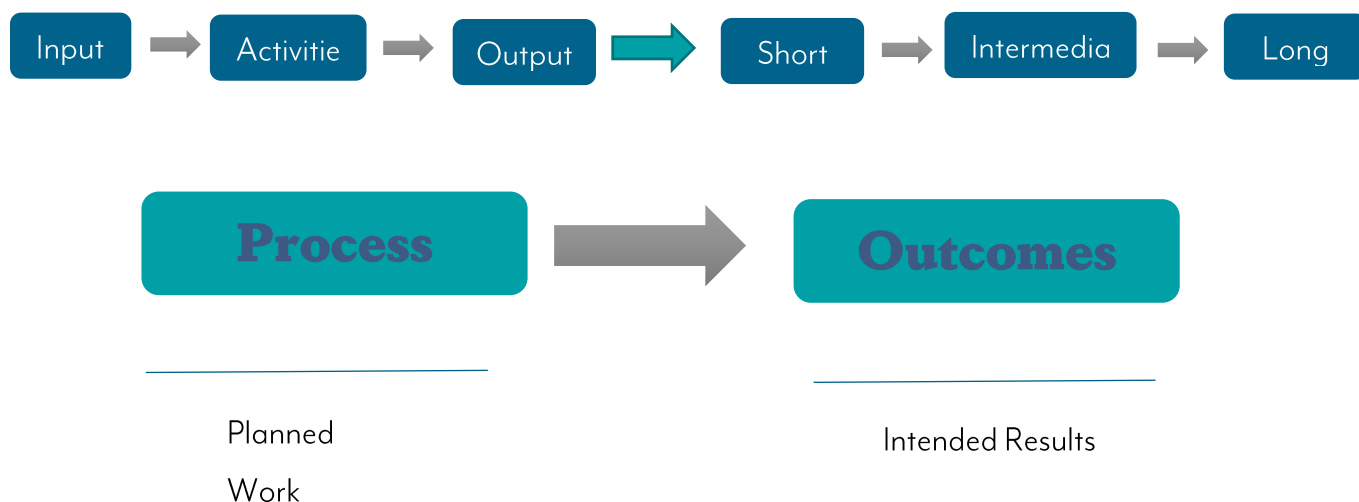 Input
Activitie
Output
Short
Intermedia
Long
Process
Outcomes
Planned
Work
Intended Results